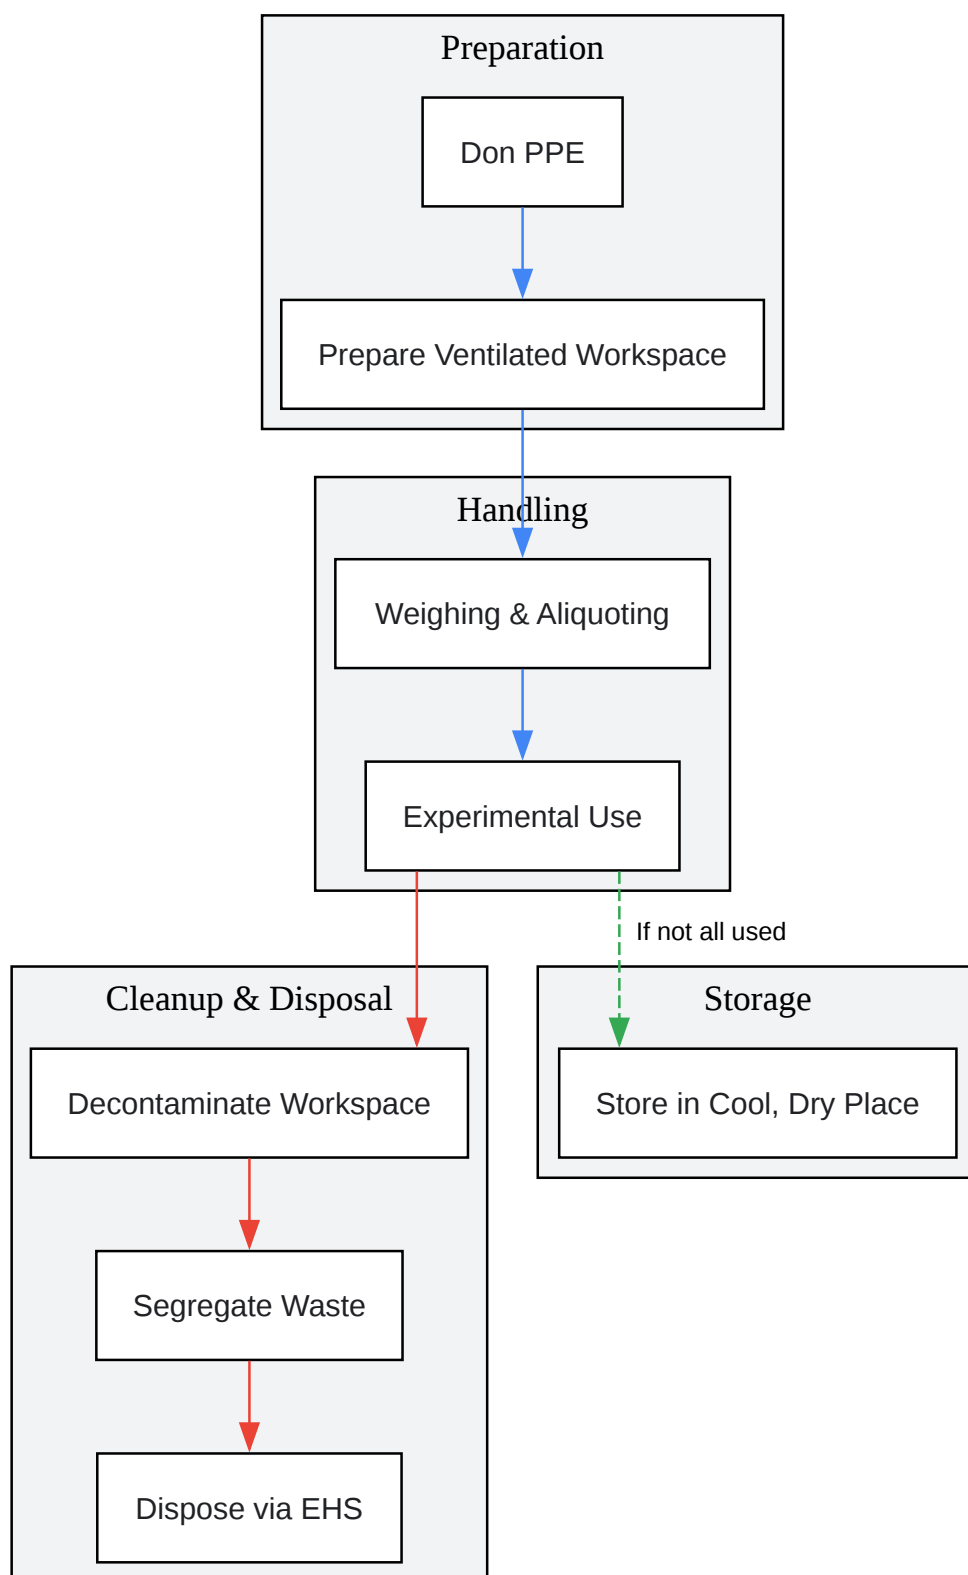 Preparation
Don PPE
Prepare Ventilated Workspace
Handling
Weighing & Aliquoting
Experimental Use
If not all used
Cleanup & Disposal
Decontaminate Workspace
Segregate Waste
Dispose via EHS
Storage
Store in Cool, Dry Place